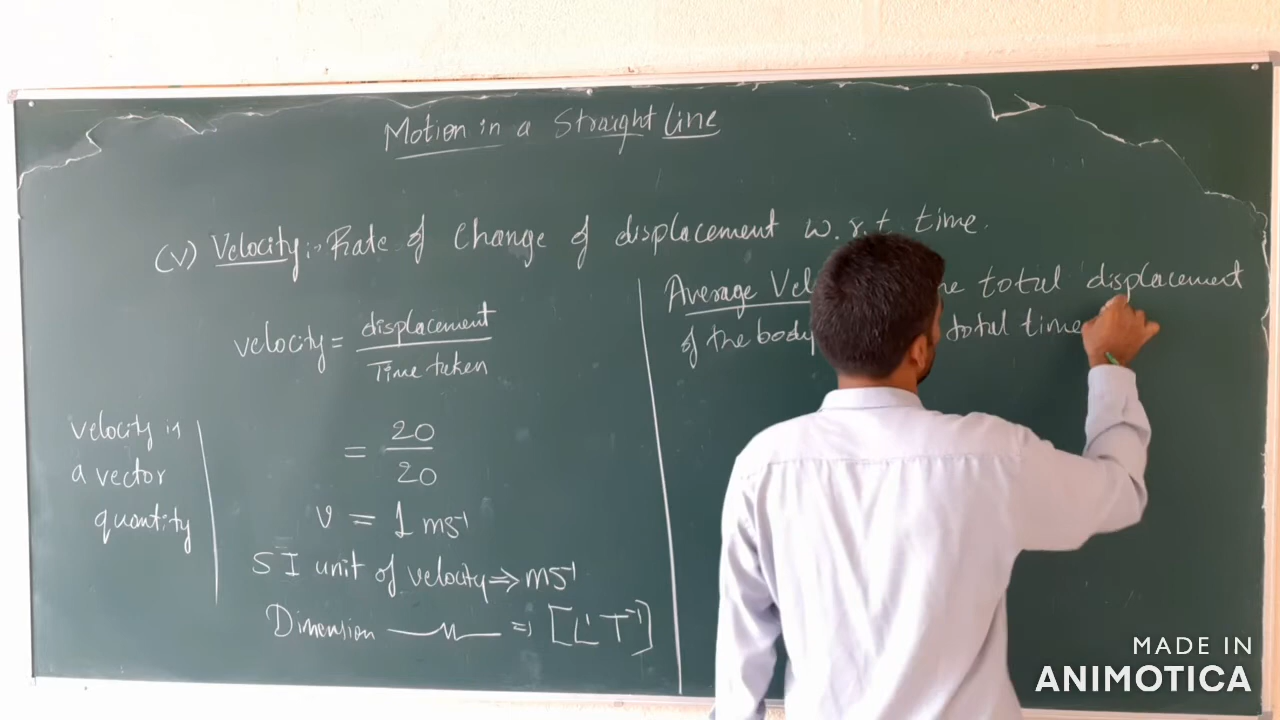 Motion in a Straight Line
(V) Velocity:- Rate of Change of displacement w.r.t. time.
velocity = displacement / Time taken
= 20 / 20
v = 1 ms⁻¹
SI unit of velocity ⇒ ms⁻¹
Dimension ⇒ [L¹T⁻¹]
velocity is
a vector
quantity
Average Vel
total displacement
of the body total time
MADE IN
ANIMOTICA